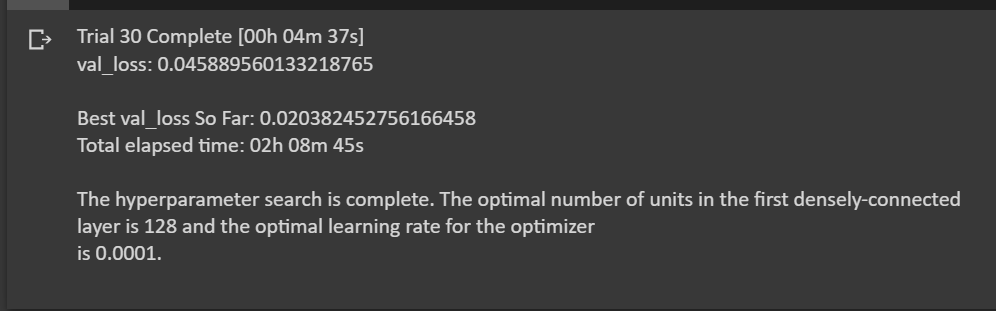 Trial 30 Complete [00h 04m 37s]
val_loss: 0.045889560133218765
Best val_loss So Far: 0.020382452756166458
Total elapsed time: 02h 08m 45s
The hyperparameter search is complete. The optimal number of units in the first densely-connected
layer is 128 and the optimal learning rate for the optimizer
is 0.0001.